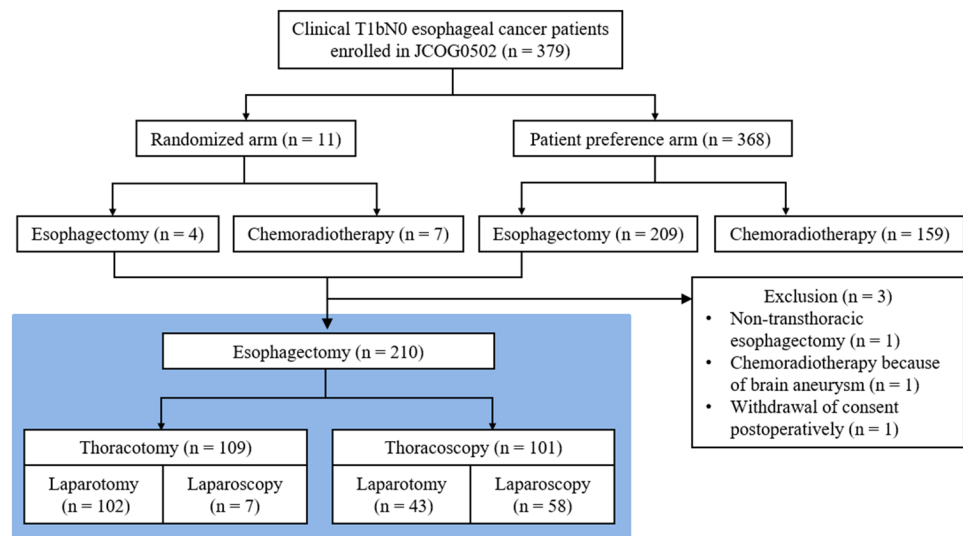 Clinical T1bN0 esophageal cancer patients
enrolled in JCOG0502 (n = 379)
Randomized arm (n = 11)
Patient preference arm (n = 368)
Esophagectomy (n = 4)
Chemoradiotherapy (n = 7)
Esophagectomy (n = 209)
Chemoradiotherapy (n = 159)
Exclusion (n = 3)
• Non-transthoracic
esophagectomy (n = 1)
• Chemoradiotherapy because
of brain aneurysm (n = 1)
• Withdrawal of consent
postoperatively (n = 1)
Esophagectomy (n = 210)
Thoracotomy (n = 109)
Laparotomy
(n = 102)
Laparoscopy
(n = 7)
Thoracoscopy (n = 101)
Laparotomy
(n = 43)
Laparoscopy
(n = 58)